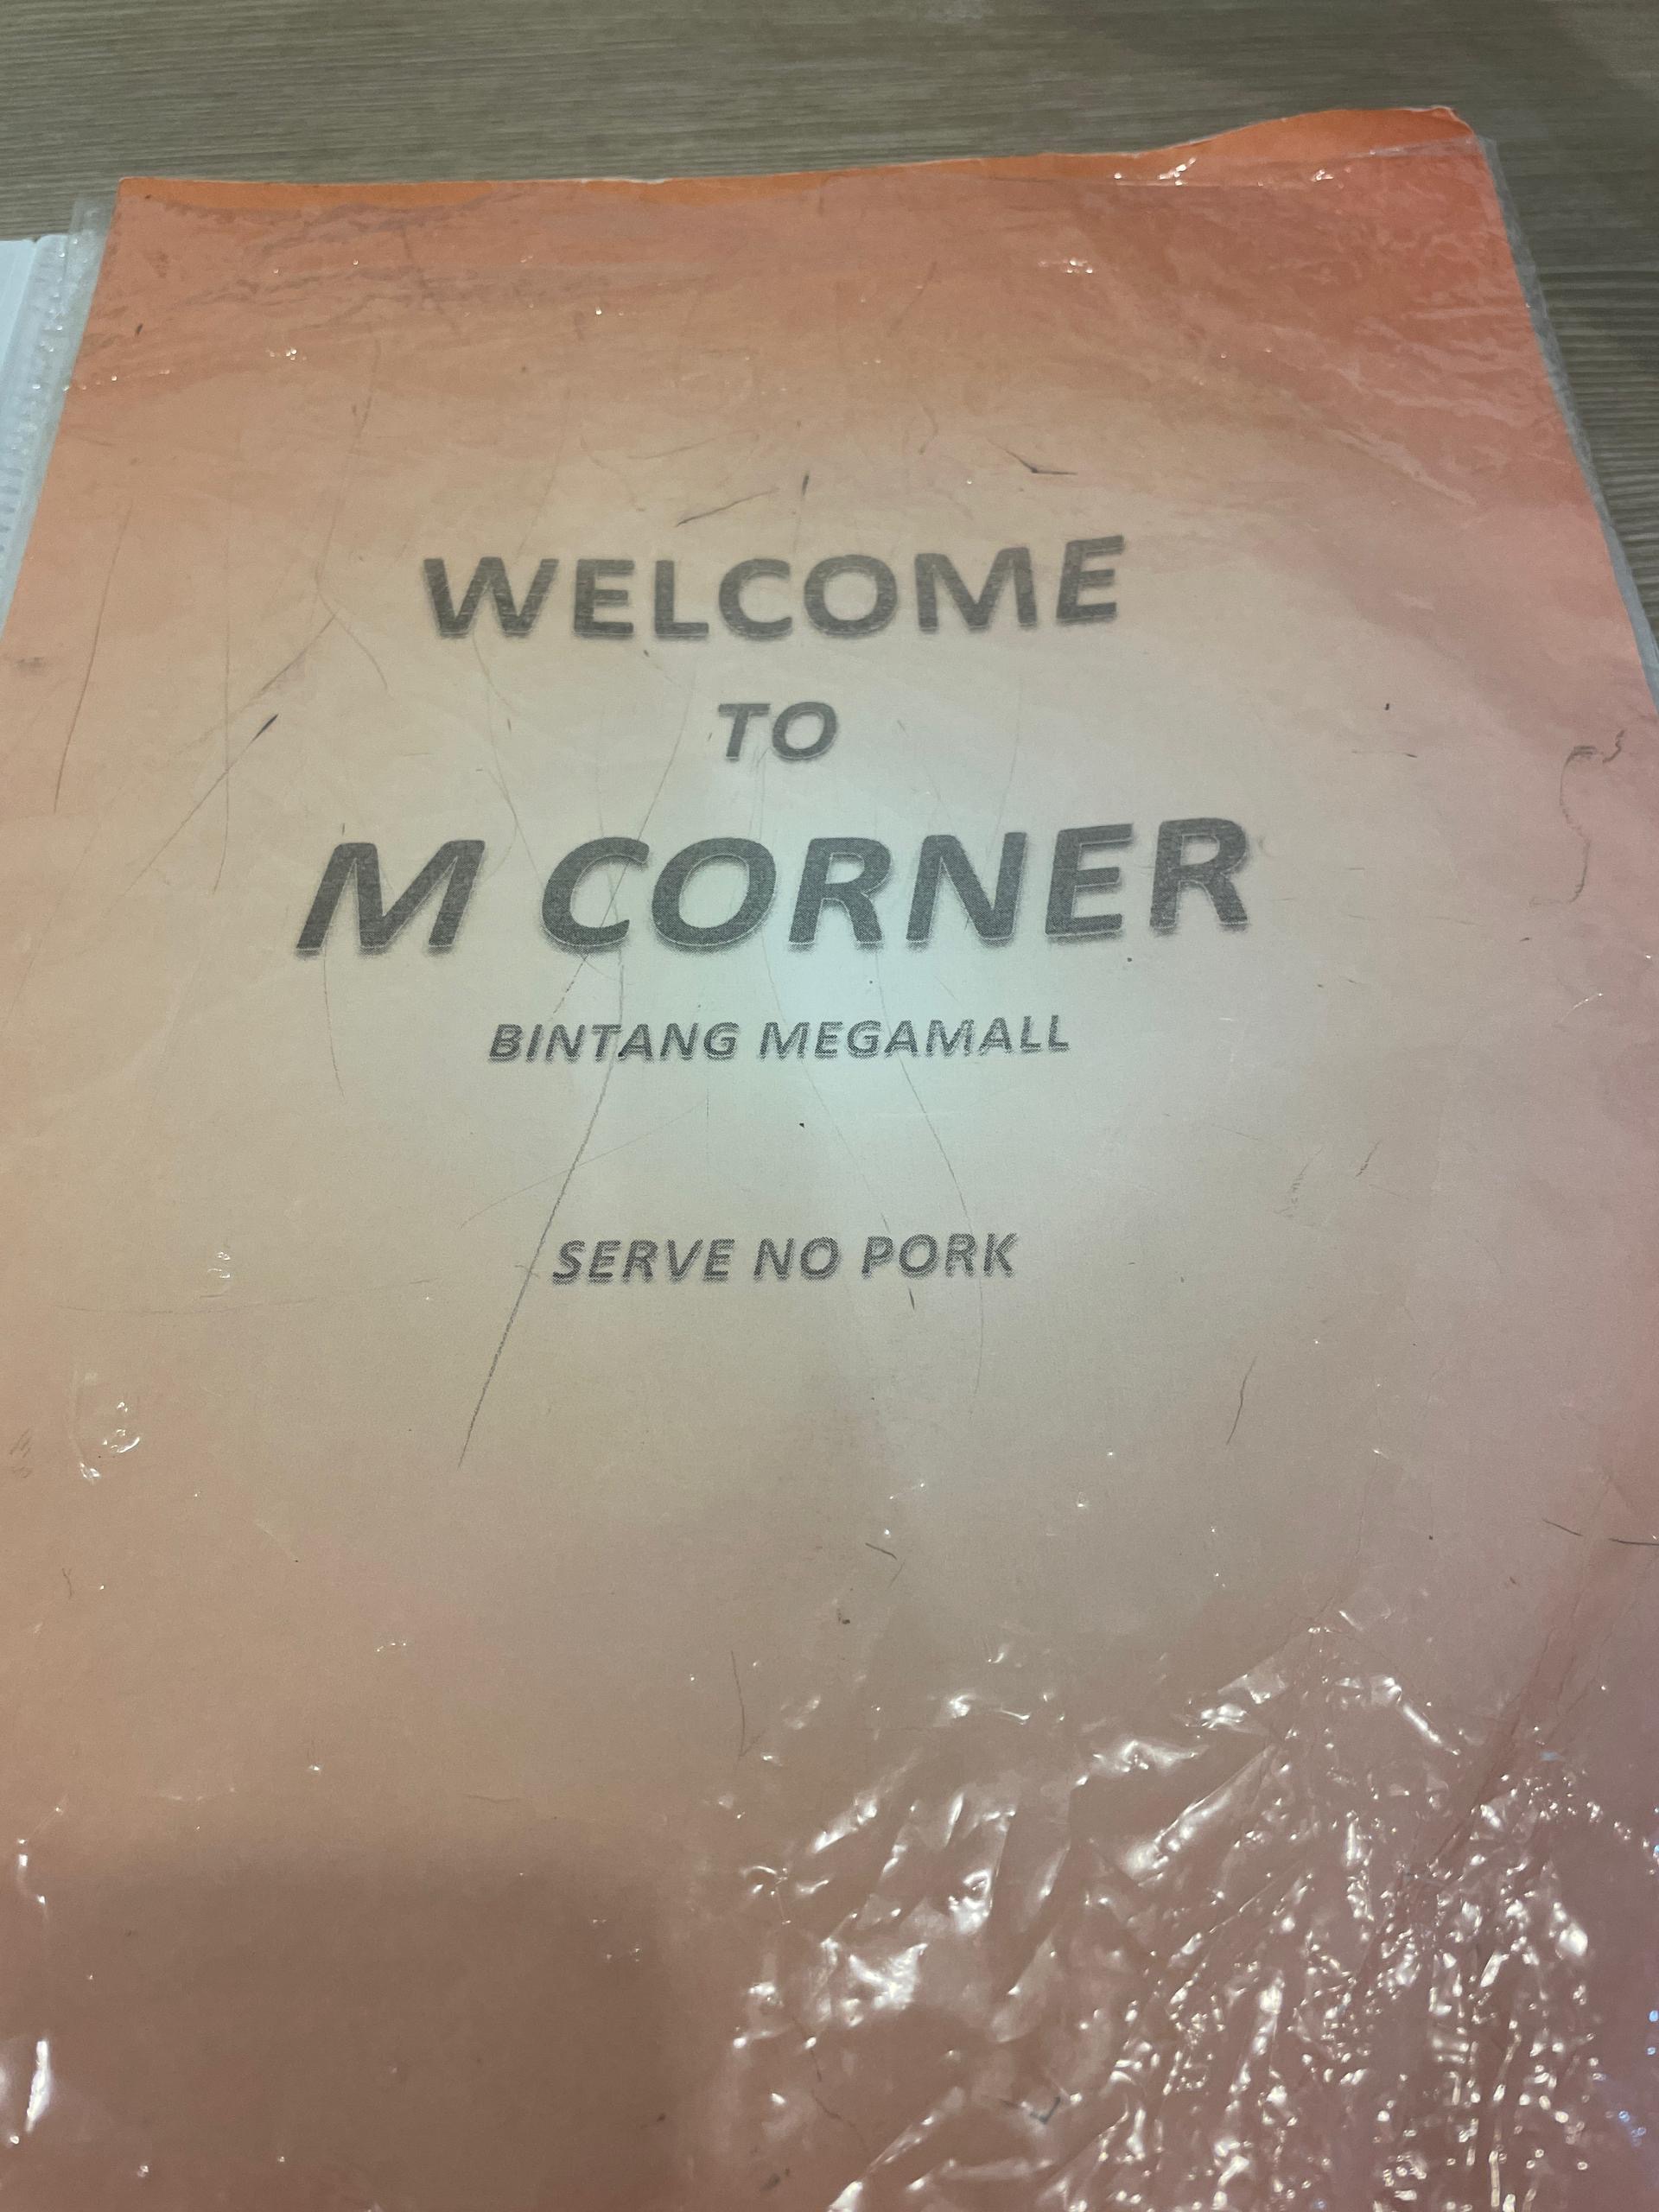 WELCOME
TO
M CORNER
BINTANG MEGAMALL
SERVE NO PORK